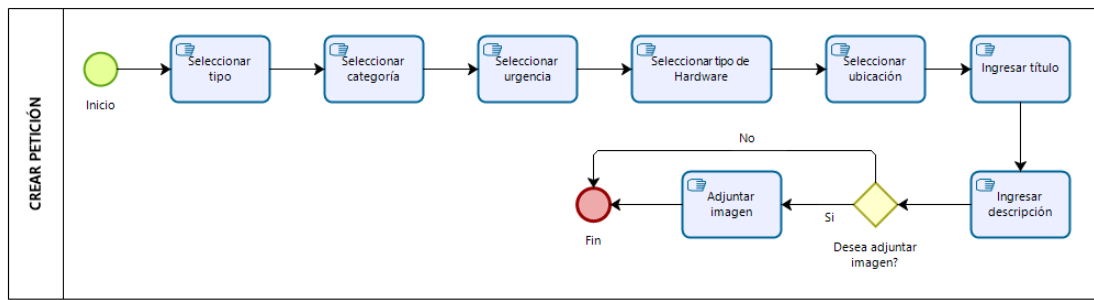 CREAR PETICIÓN
Inicio
Seleccionar
tipo
Seleccionar
categoría
Seleccionar
urgencia
Seleccionar tipo de
Hardware
Seleccionar
ubicación
Ingresar título
Ingresar
descripción
Desea adjuntar
imagen?
No
Si
Adjuntar
imagen
Fin